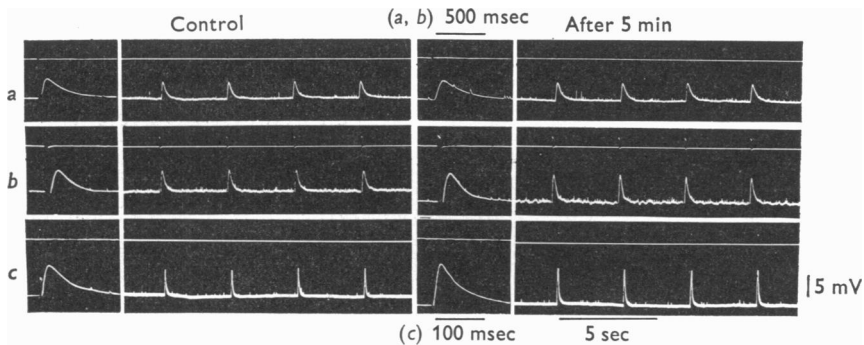 Control (a, b) 500 msec After 5 min
a
b
c
5 mV
(c) 100 msec 5 sec